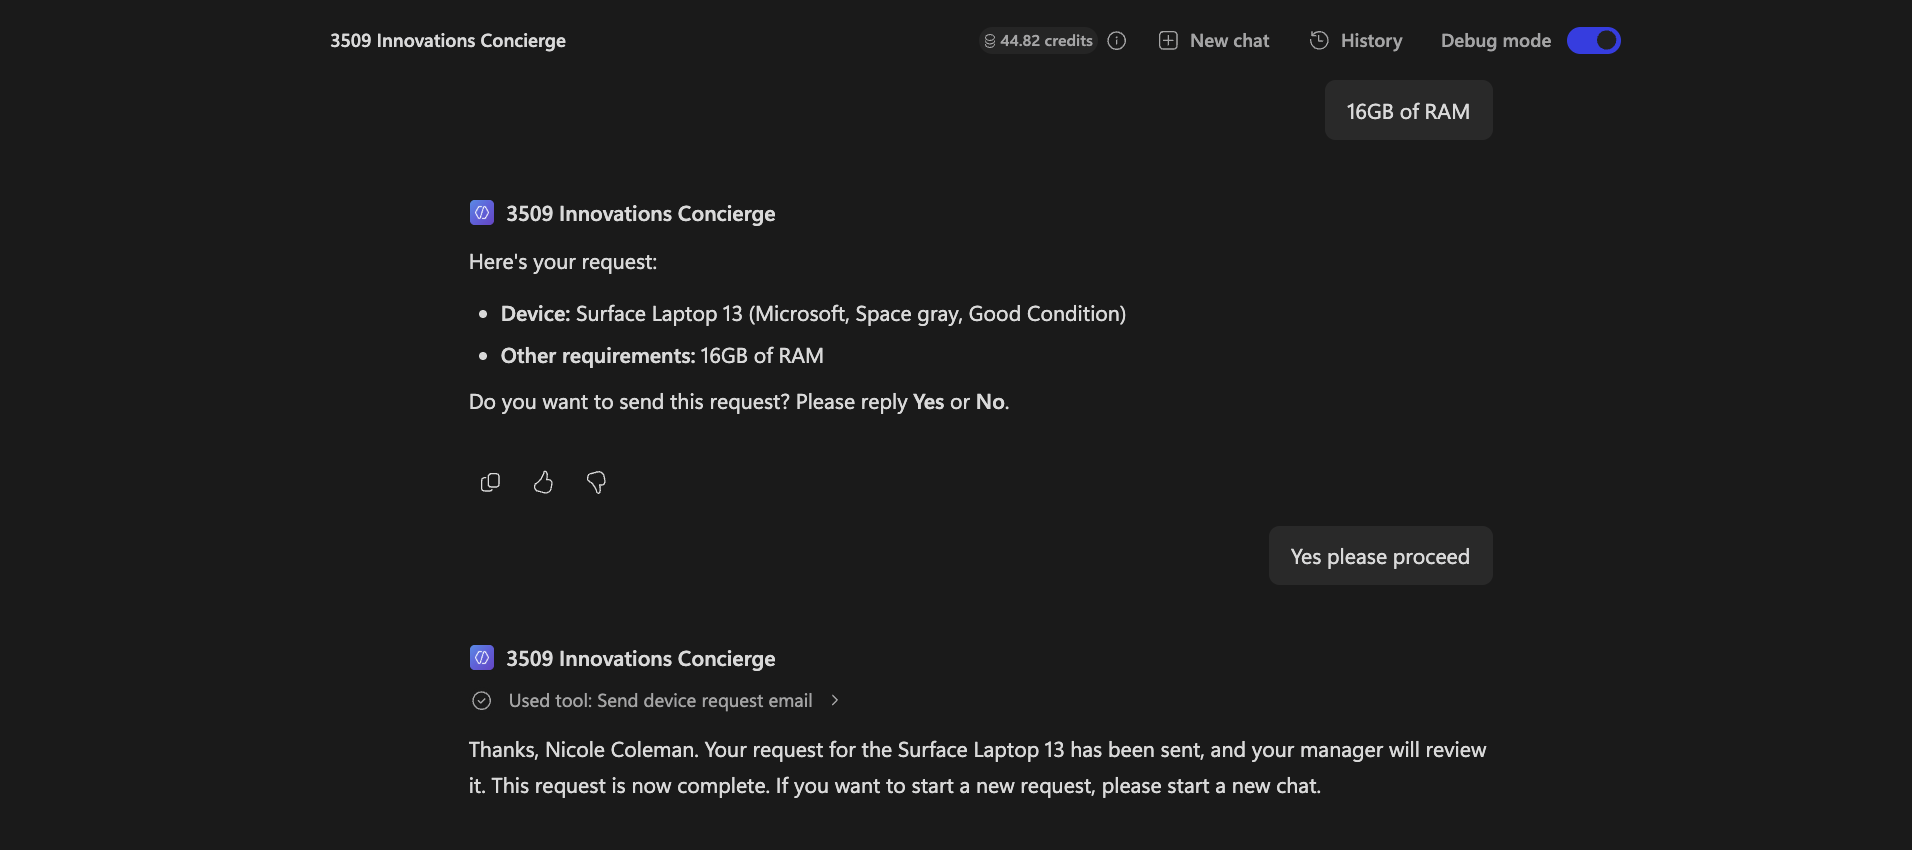 3509 Innovations Concierge
44.82 credits
New chat
History
Debug mode
16GB of RAM
3509 Innovations Concierge
Here's your request:
• Device: Surface Laptop 13 (Microsoft, Space gray, Good Condition)
• Other requirements: 16GB of RAM
Do you want to send this request? Please reply Yes or No.
Yes please proceed
3509 Innovations Concierge
Used tool: Send device request email
Thanks, Nicole Coleman. Your request for the Surface Laptop 13 has been sent, and your manager will review
it. This request is now complete. If you want to start a new request, please start a new chat.